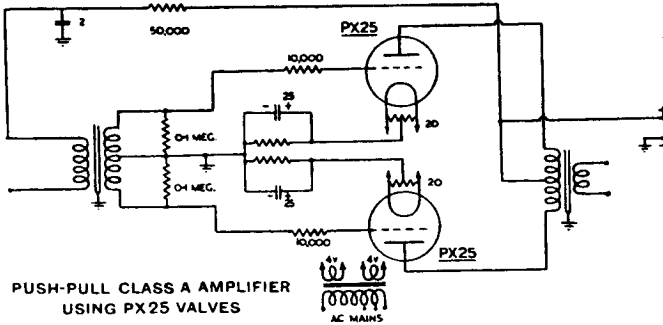 2
50,000
PX25
10,000
25
- +
0·1 MEG.
20
0·1 MEG.
- +
25
20
10,000
PX25
4v 4v
AC MAINS
PUSH-PULL CLASS A AMPLIFIER
USING PX25 VALVES